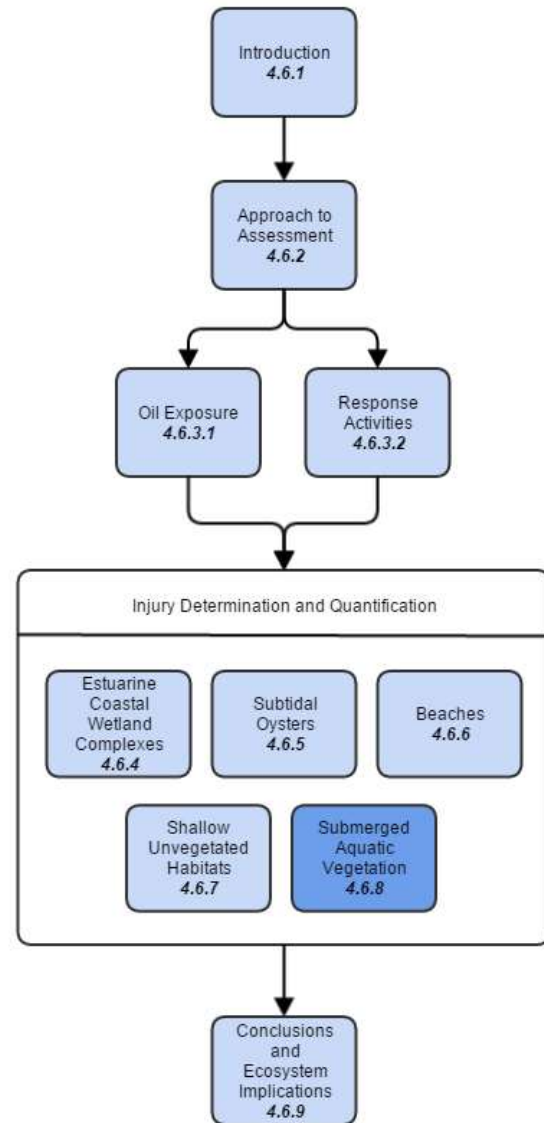 Introduction
4.6.1
Approach to
Assessment
4.6.2
Oil Exposure
4.6.3.1
Response
Activities
4.6.3.2
Injury Determination and Quantification
Estuarine
Coastal
Wetland
Complexes
4.6.4
Subtidal
Oysters
4.6.5
Beaches
4.6.6
Shallow
Unvegetated
Habitats
4.6.7
Submerged
Aquatic
Vegetation
4.6.8
Conclusions
and
Ecosystem
Implications
4.6.9